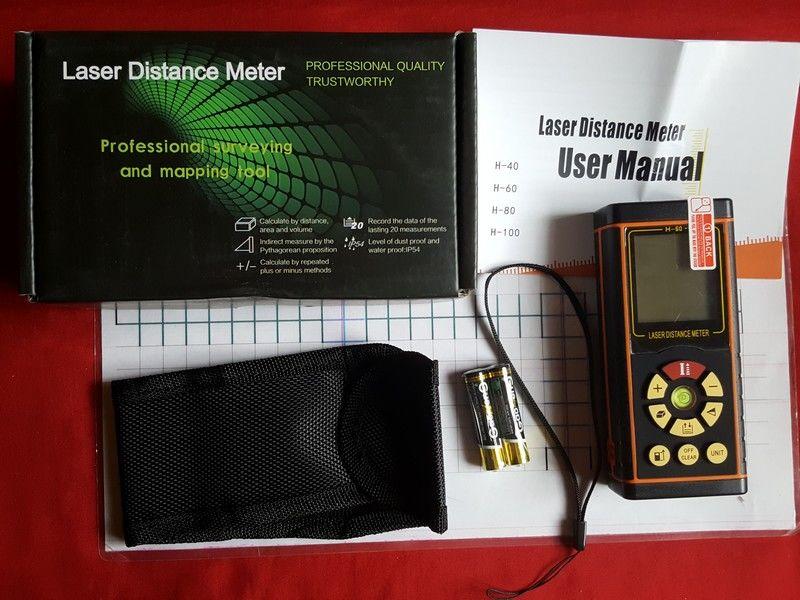 Laser Distance Meter
PROFESSIONAL QUALITY
TRUSTWORTHY
Professional surveying
and mapping tool
Calculate by distance,
area and volume
Indirect measure by the
Pythagorean proposition
+/- Calculate by repeated
plus or minus methods
20
Record the data of the
lasting 20 measurements
IP54
Level of dust proof and
water proof:IP54
Laser Distance Meter
User Manual
H-40
H-60
H-80
H-100
BACK
LASER DISTANCE METER
+
−
OFF
CLEAR
UNIT